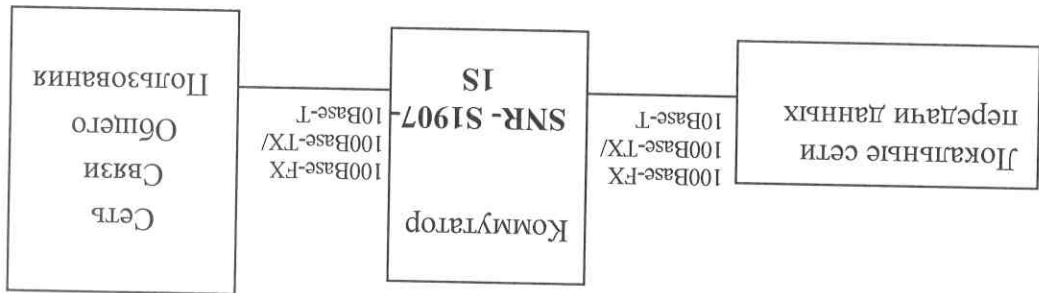 Локальные сети
передачи данных
100Base-FX
100Base-TX/
10Base-T
Коммутатор
SNR- S1907-
1S
100Base-FX
100Base-TX/
10Base-T
Сеть
Связи
Общего
Пользования